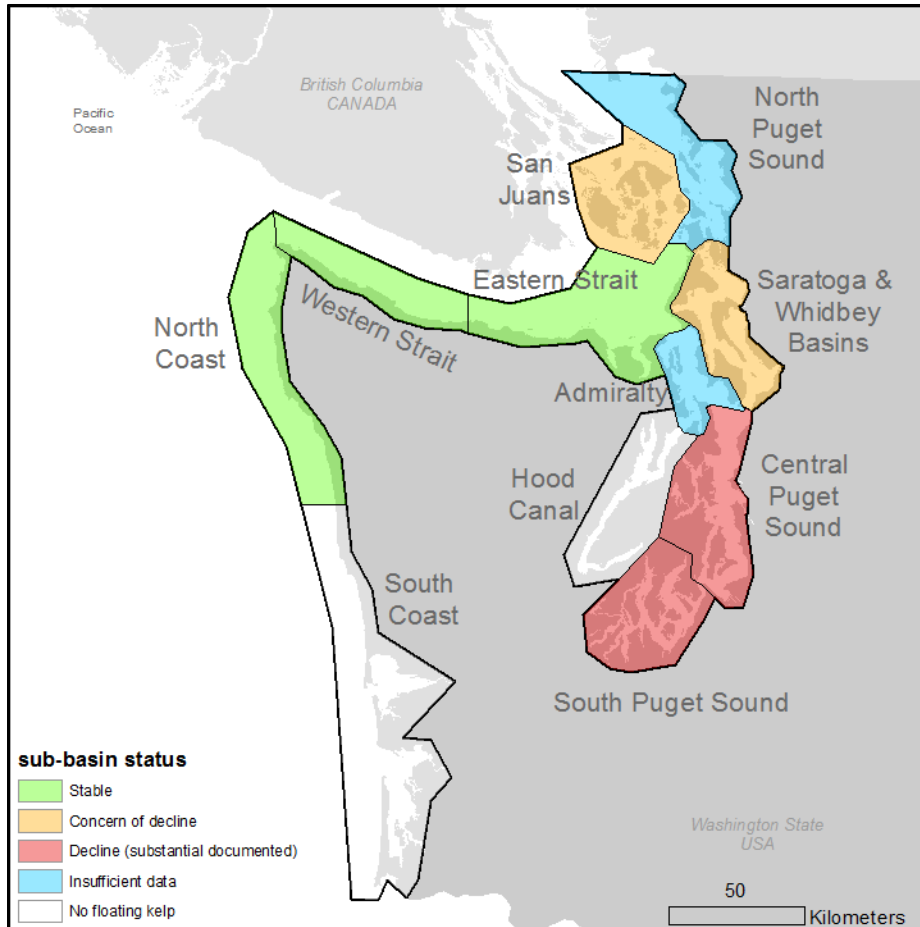 British Columbia
CANADA
Pacific
Ocean
North
Puget
Sound
San
Juans
Eastern Strait
Saratoga &
Whidbey
Basins
Western Strait
North
Coast
Admiralty
Hood
Canal
Central
Puget
Sound
South
Coast
South Puget Sound
sub-basin status
Stable
Concern of decline
Decline (substantial documented)
Insufficient data
No floating kelp
Washington State
USA
50
Kilometers